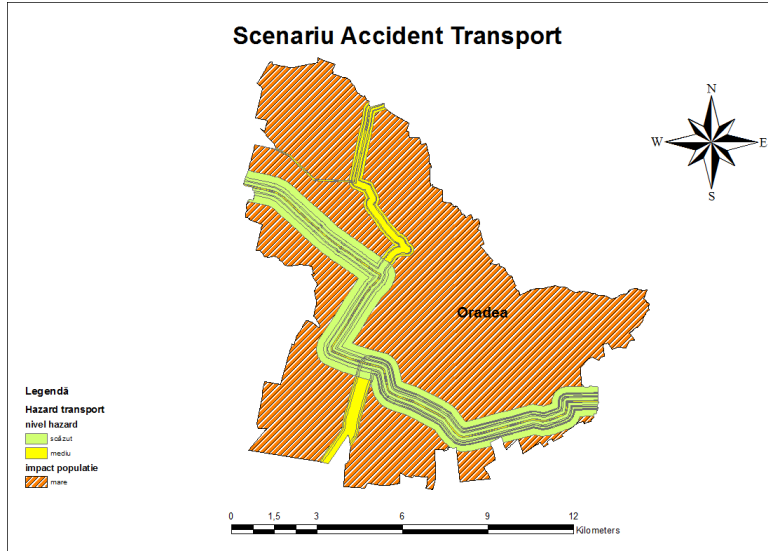 Scenariu Accident Transport
N
W E
S
Oradea
Legendă
Hazard transport
nivel hazard
scăzut
mediu
impact populatie
mare
0 1,5 3 6 9 12
Kilometers